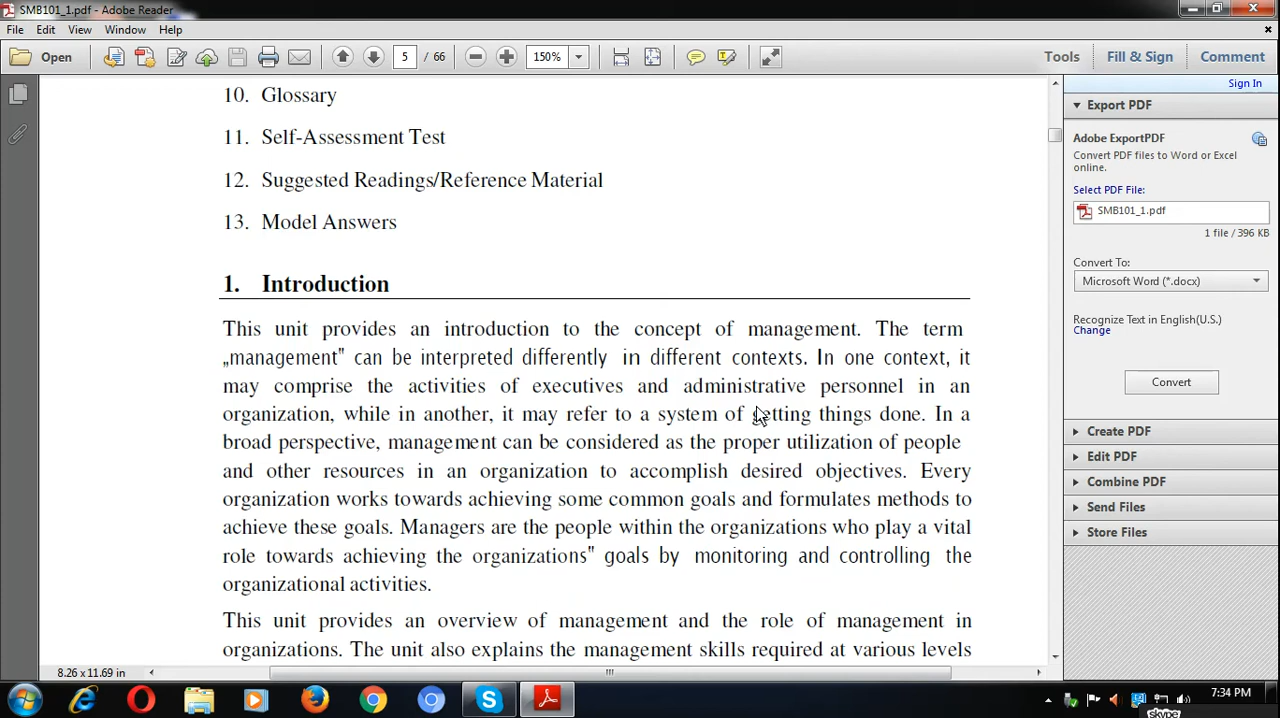 SMB101_1.pdf - Adobe Reader
File Edit View Window Help
Open 5 / 66 150% Tools Fill & Sign Comment
Sign In
10. Glossary
11. Self-Assessment Test
12. Suggested Readings/Reference Material
13. Model Answers
1. Introduction
This unit provides an introduction to the concept of management. The term
„management‟ can be interpreted differently in different contexts. In one context, it
may comprise the activities of executives and administrative personnel in an
organization, while in another, it may refer to a system of getting things done. In a
broad perspective, management can be considered as the proper utilization of people
and other resources in an organization to accomplish desired objectives. Every
organization works towards achieving some common goals and formulates methods to
achieve these goals. Managers are the people within the organizations who play a vital
role towards achieving the organizations‟ goals by monitoring and controlling the
organizational activities.
This unit provides an overview of management and the role of management in
organizations. The unit also explains the management skills required at various levels
8.26 x 11.69 in
Export PDF
Adobe ExportPDF
Convert PDF files to Word or Excel
online.
Select PDF File:
SMB101_1.pdf
1 file / 396 KB
Convert To:
Microsoft Word (*.docx)
Recognize Text in English(U.S.)
Change
Convert
Create PDF
Edit PDF
Combine PDF
Send Files
Store Files
7:34 PM
skype